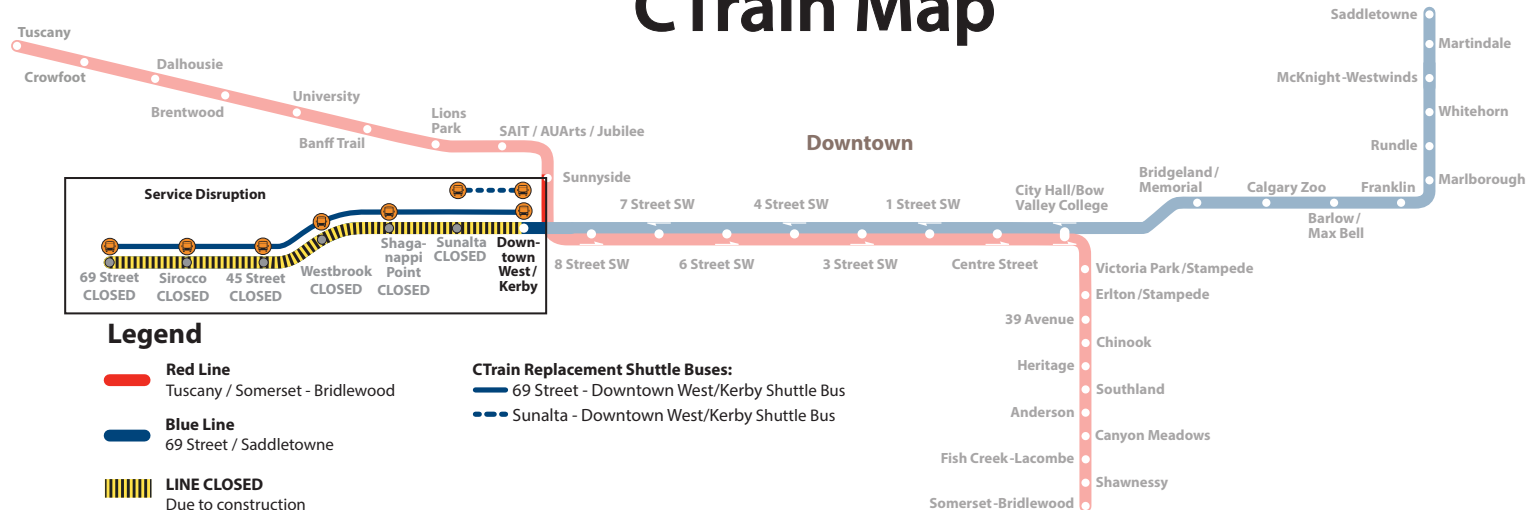 CTrain Map
Tuscany
Crowfoot
Dalhousie
Brentwood
University
Banff Trail
Lions
Park
SAIT / AUArts / Jubilee
Sunnyside
Downtown
Saddletowne
Martindale
McKnight-Westwinds
Whitehorn
Rundle
Marlborough
Franklin
Barlow /
Max Bell
Calgary Zoo
Bridgeland /
Memorial
City Hall/Bow
Valley College
7 Street SW
4 Street SW
1 Street SW
8 Street SW
6 Street SW
3 Street SW
Centre Street
Service Disruption
69 Street
CLOSED
Sirocco
CLOSED
45 Street
CLOSED
Westbrook
CLOSED
Shaga-
nappi
Point
CLOSED
Sunalta
CLOSED
Down-
town
West/
Kerby
Victoria Park/Stampede
Erlton/Stampede
39 Avenue
Chinook
Heritage
Southland
Anderson
Canyon Meadows
Fish Creek-Lacombe
Shawnessy
Somerset-Bridlewood
Legend
Red Line
Tuscany / Somerset - Bridlewood
Blue Line
69 Street / Saddletowne
LINE CLOSED
Due to construction
CTrain Replacement Shuttle Buses:
69 Street - Downtown West/Kerby Shuttle Bus
Sunalta - Downtown West/Kerby Shuttle Bus